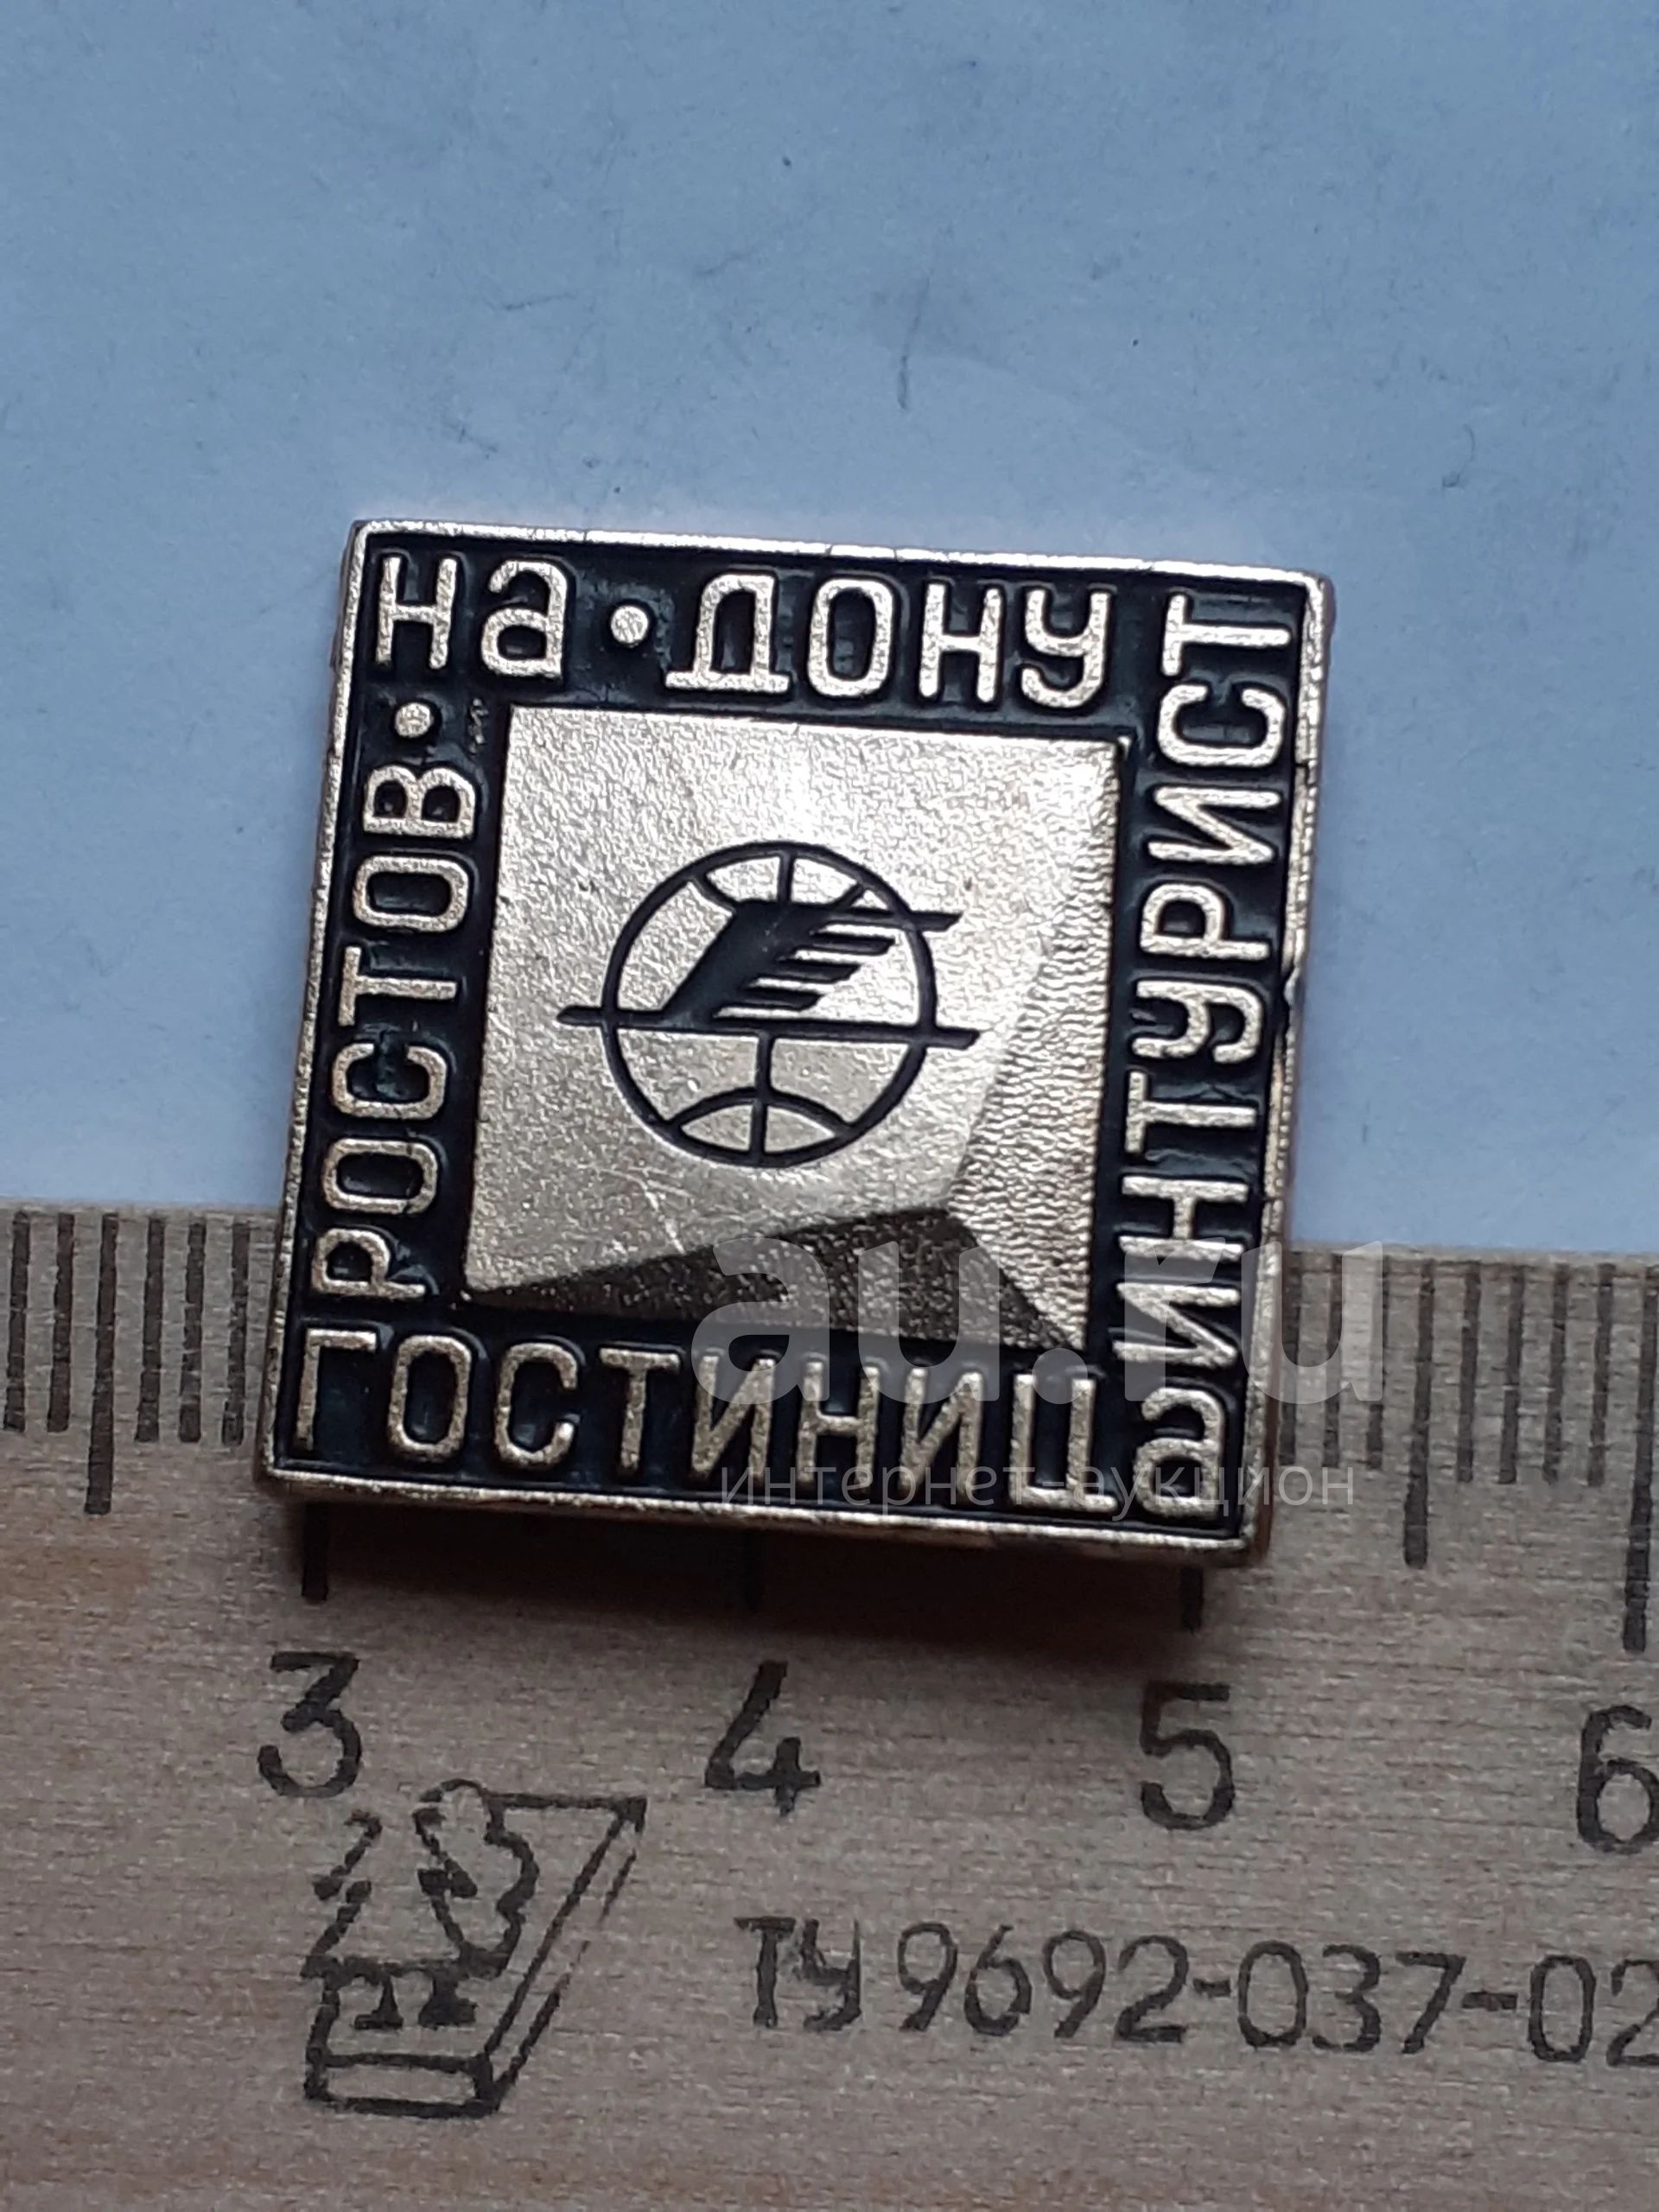 РОСТОВ·
на·ДОНУ
ГОСТИНИЦа
ИНТУРИСТ
au.ru
интернет-аукцион
3 4 5 6
ТУ 9692-037-02